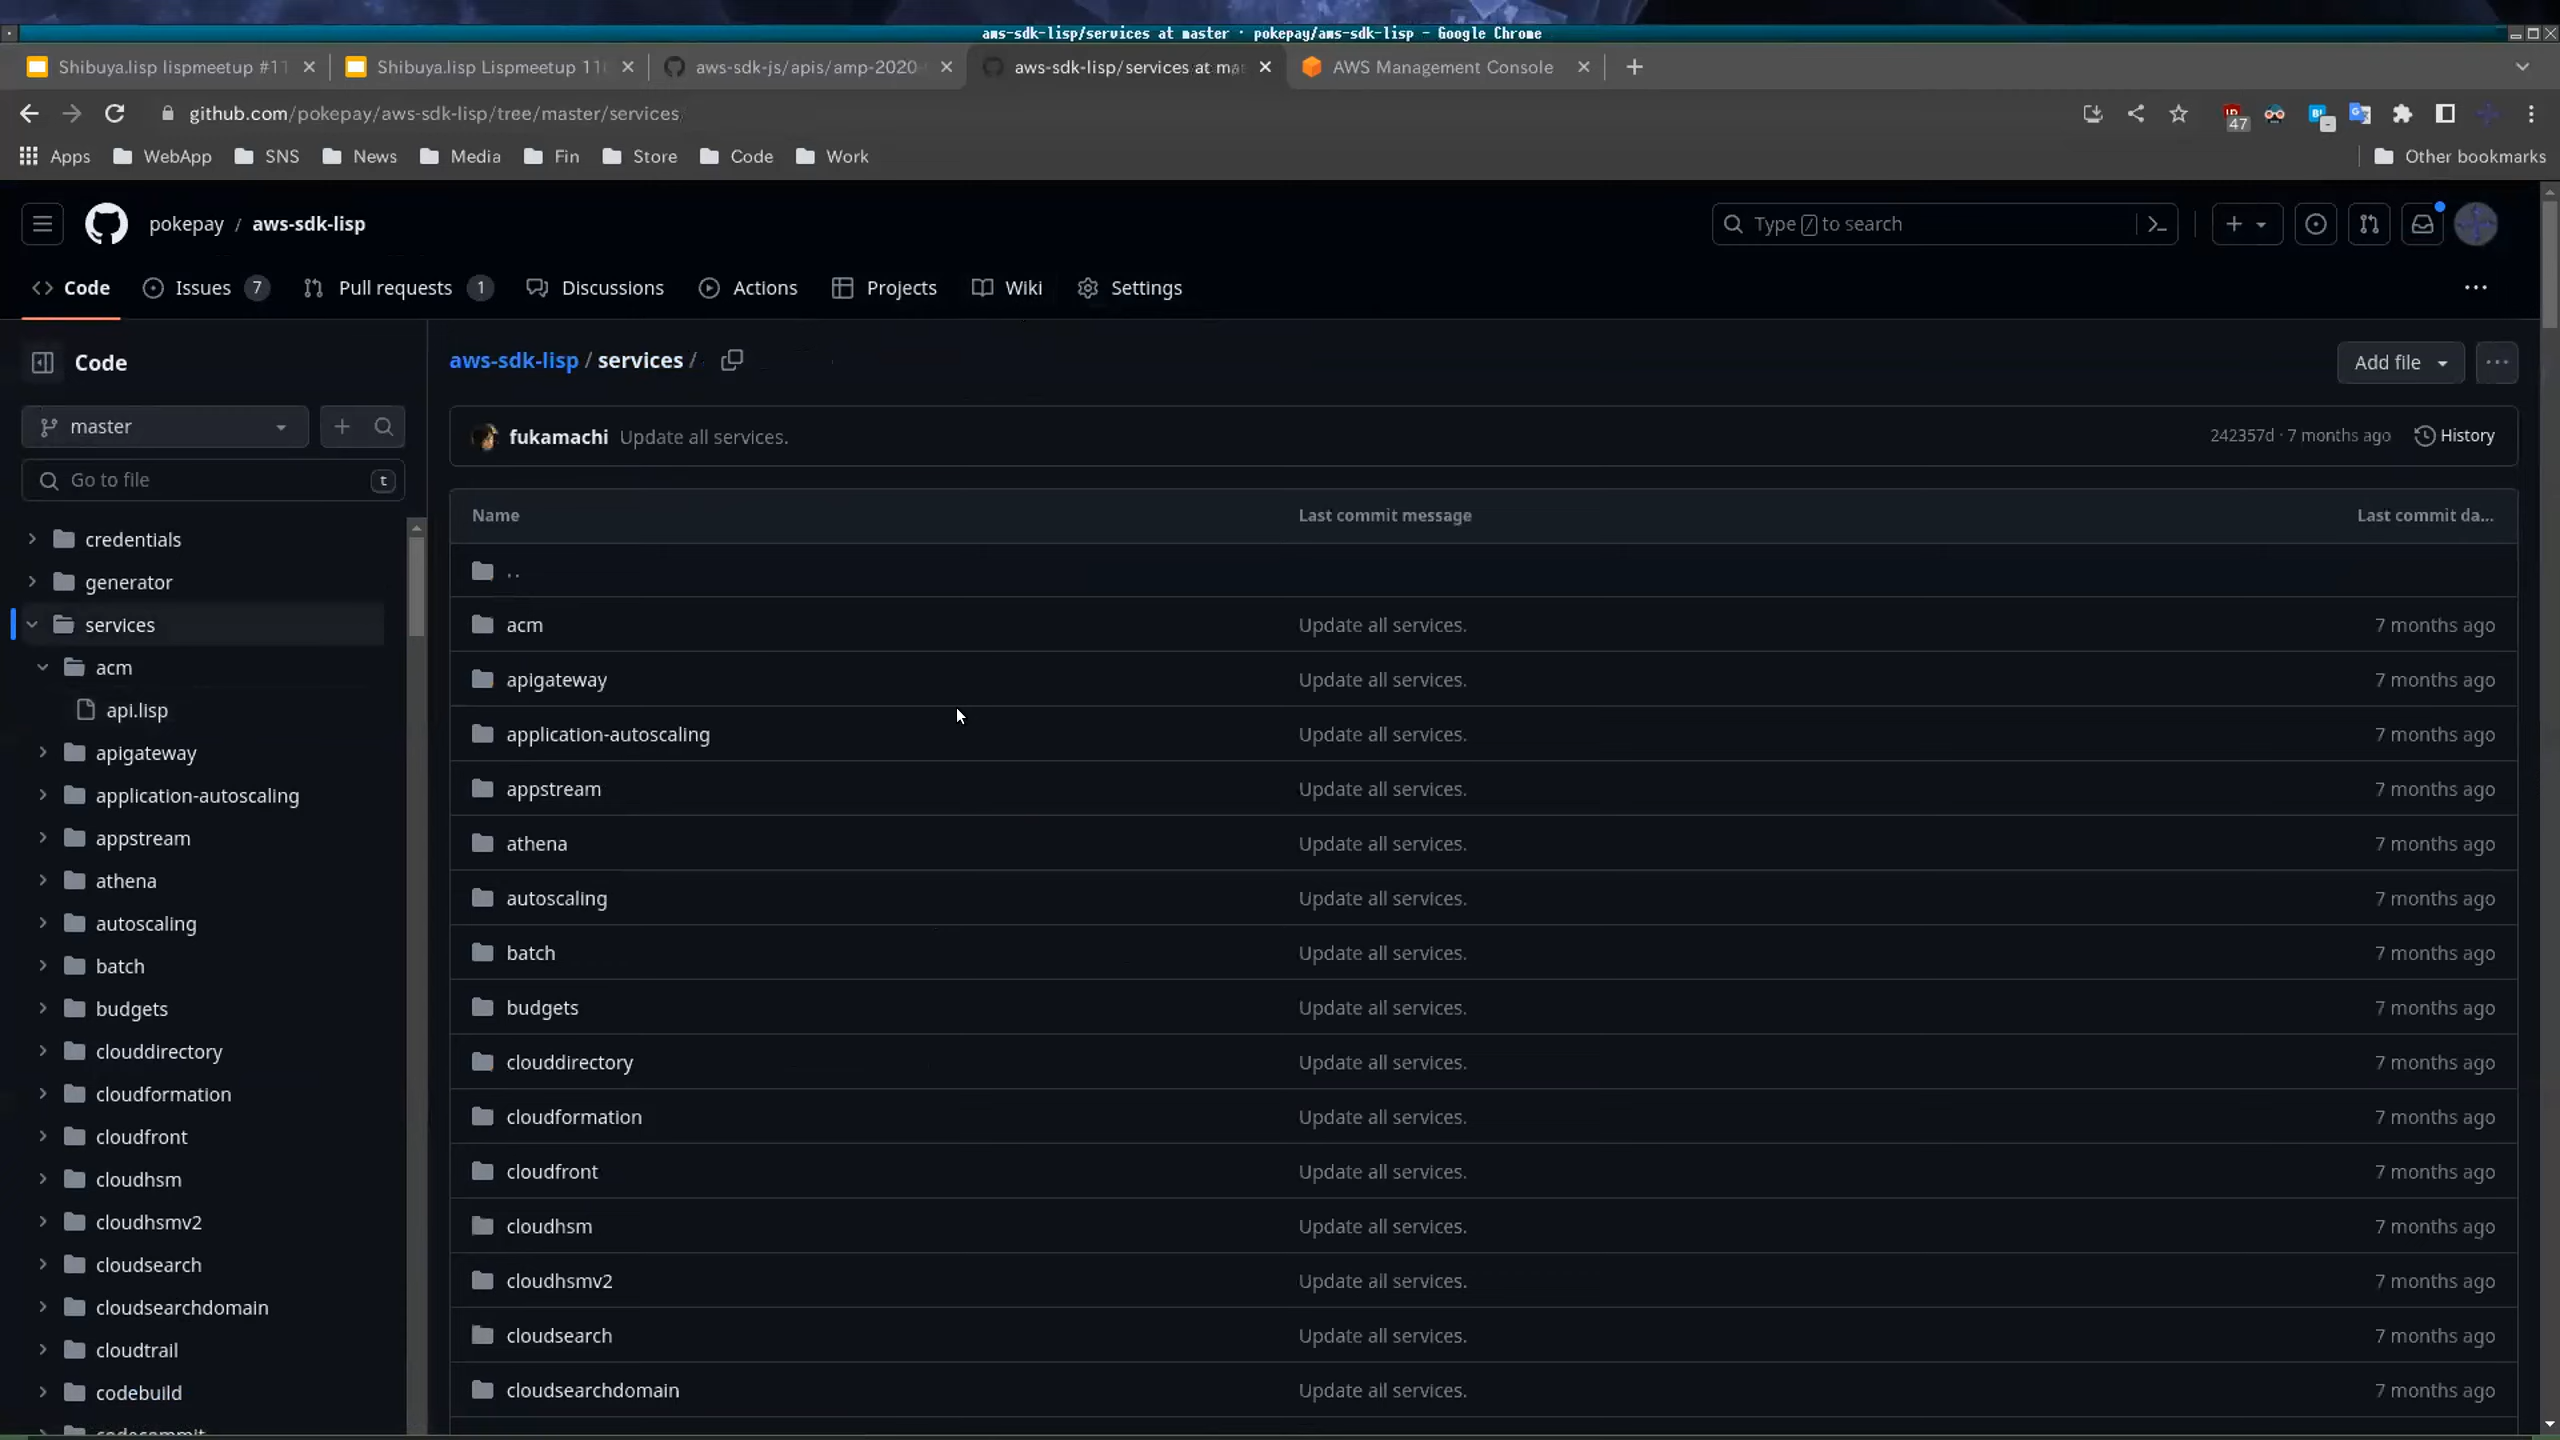 aws-sdk-lisp/services at master · pokepay/aws-sdk-lisp - Google Chrome
Shibuya.lisp lispmeetup #11
Shibuya.lisp Lispmeetup 11
aws-sdk-js/apis/amp-2020-
aws-sdk-lisp/services at ma
AWS Management Console
github.com/pokepay/aws-sdk-lisp/tree/master/services
47
Apps
WebApp
SNS
News
Media
Fin
Store
Code
Work
Other bookmarks
pokepay / aws-sdk-lisp
Type / to search
Code
Issues 7
Pull requests 1
Discussions
Actions
Projects
Wiki
Settings
Code
master
Go to file
t
credentials
generator
services
acm
api.lisp
apigateway
application-autoscaling
appstream
athena
autoscaling
batch
budgets
clouddirectory
cloudformation
cloudfront
cloudhsm
cloudhsmv2
cloudsearch
cloudsearchdomain
cloudtrail
codebuild
codecommit
aws-sdk-lisp / services /
Add file
fukamachi Update all services.
242357d · 7 months ago
History
Name Last commit message Last commit da...
..
acm Update all services. 7 months ago
apigateway Update all services. 7 months ago
application-autoscaling Update all services. 7 months ago
appstream Update all services. 7 months ago
athena Update all services. 7 months ago
autoscaling Update all services. 7 months ago
batch Update all services. 7 months ago
budgets Update all services. 7 months ago
clouddirectory Update all services. 7 months ago
cloudformation Update all services. 7 months ago
cloudfront Update all services. 7 months ago
cloudhsm Update all services. 7 months ago
cloudhsmv2 Update all services. 7 months ago
cloudsearch Update all services. 7 months ago
cloudsearchdomain Update all services. 7 months ago